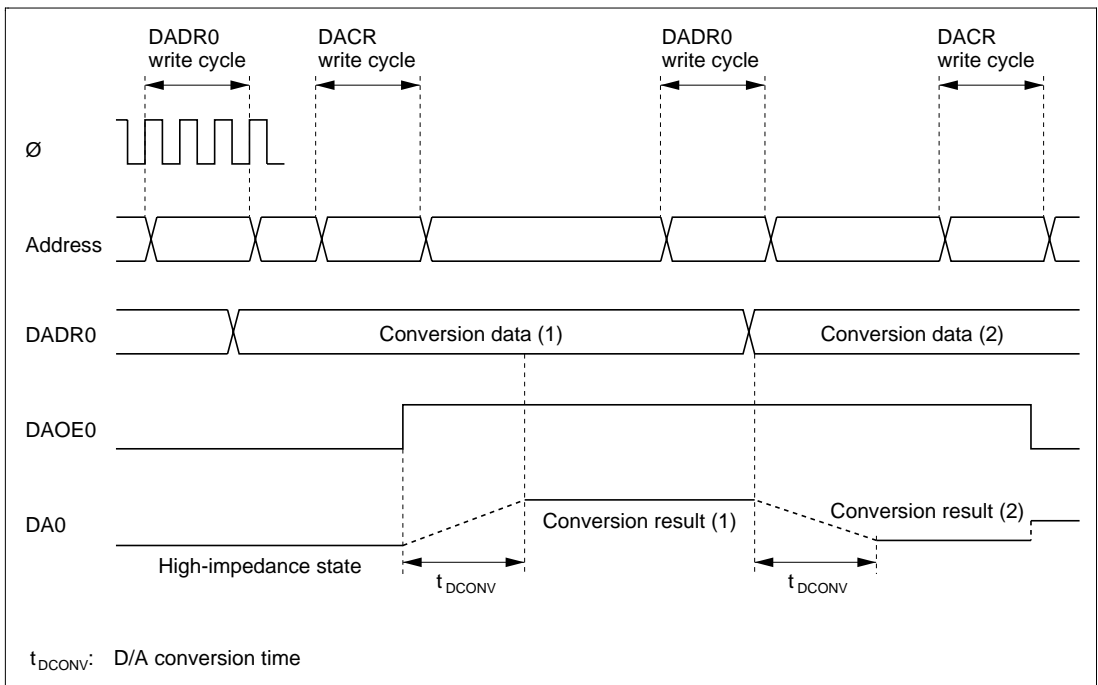 DADR0 DACR DADR0 DACR
write cycle write cycle write cycle write cycle
Ø
Address
DADR0 Conversion data (1) Conversion data (2)
DAOE0
DA0 Conversion result (1) Conversion result (2)
High-impedance state
tDCONV tDCONV
tDCONV: D/A conversion time